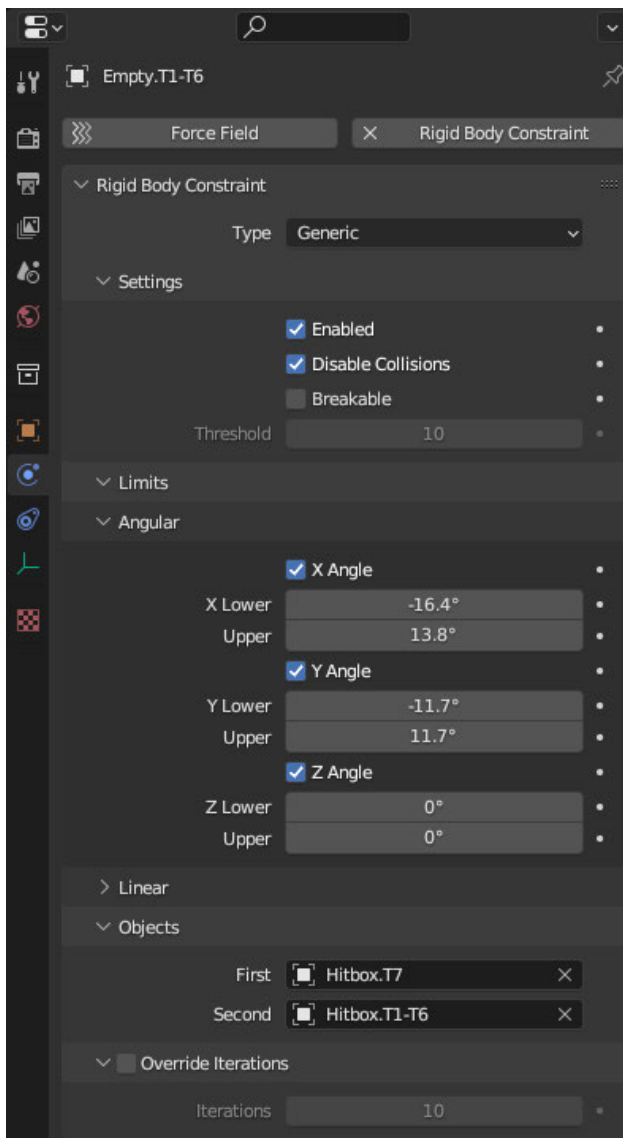 Empty.T1-T6
Force Field
Rigid Body Constraint
Rigid Body Constraint
Type Generic
Settings
Enabled
Disable Collisions
Breakable
Threshold 10
Limits
Angular
X Angle
X Lower -16.4°
Upper 13.8°
Y Angle
Y Lower -11.7°
Upper 11.7°
Z Angle
Z Lower 0°
Upper 0°
Linear
Objects
First Hitbox.T7
Second Hitbox.T1-T6
Override Iterations
Iterations 10